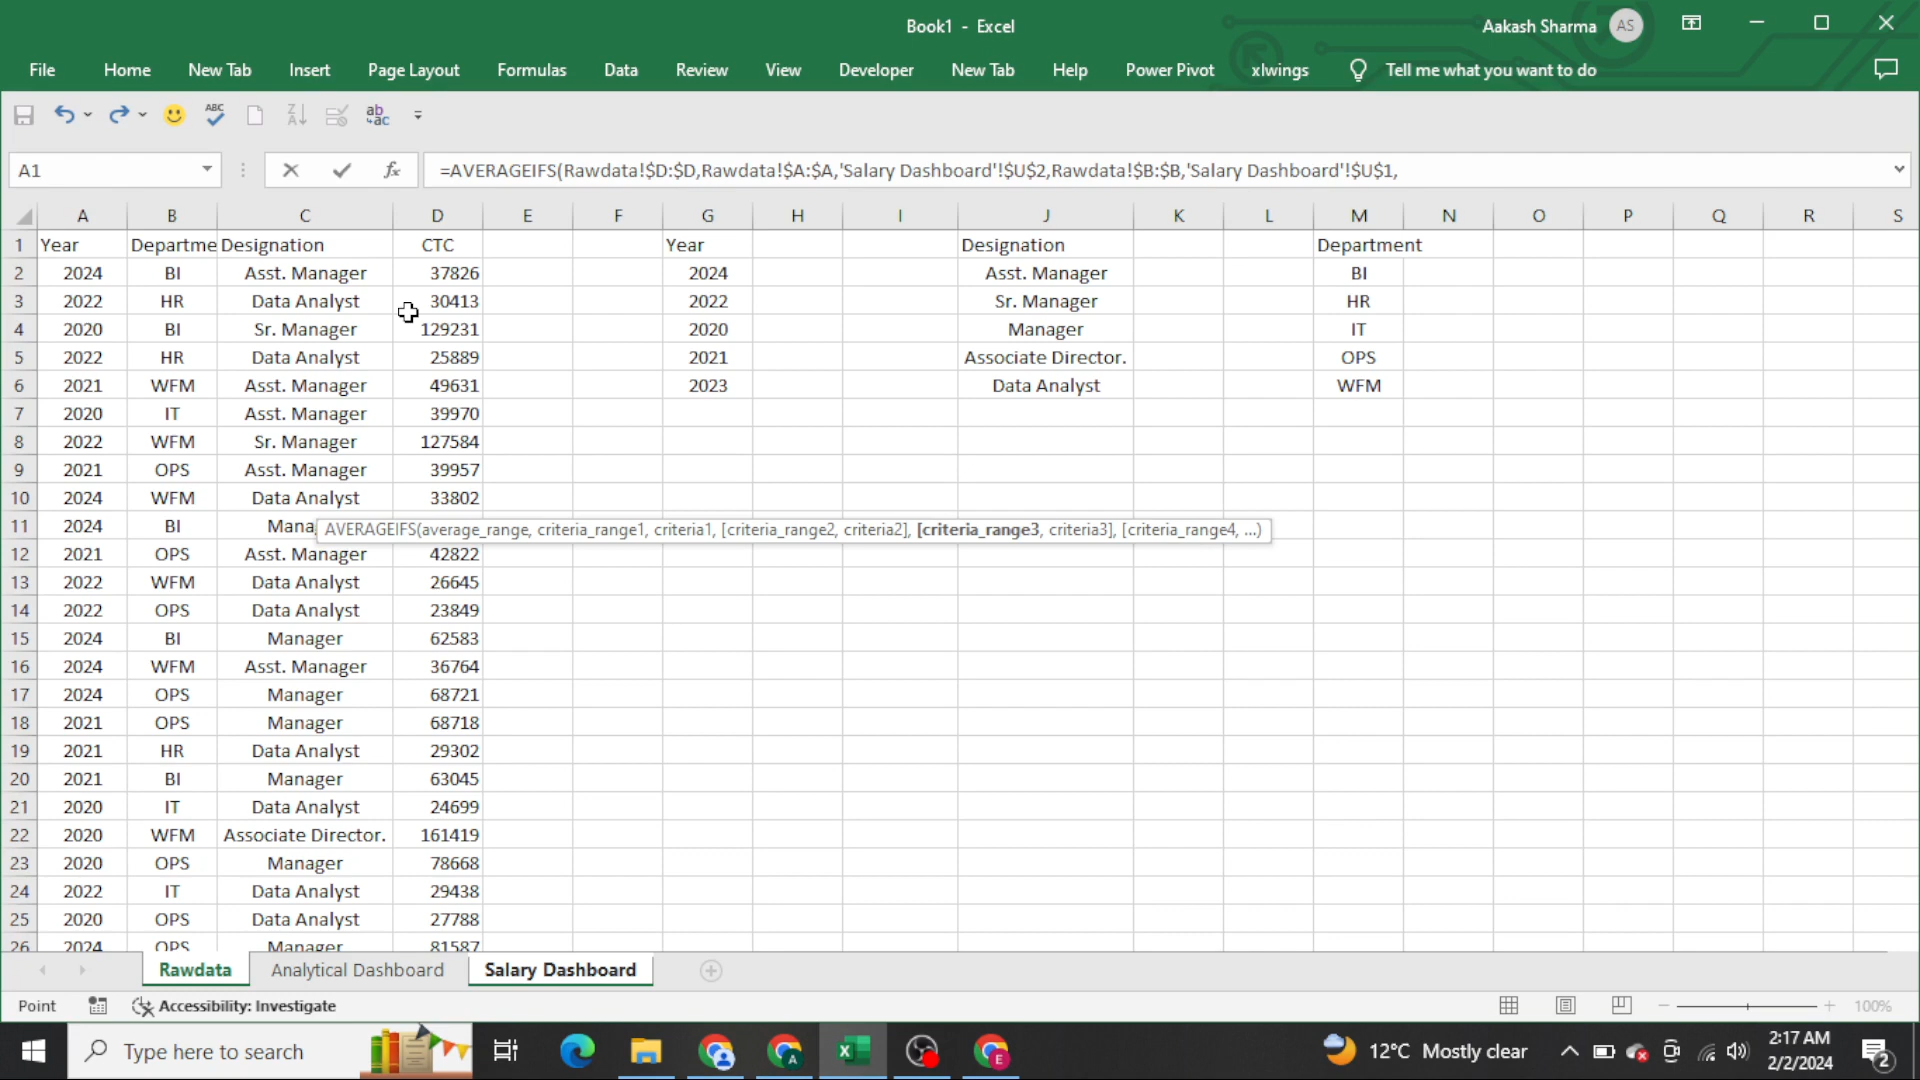 Book1 - Excel
Aakash Sharma AS
File Home New Tab Insert Page Layout Formulas Data Review View Developer New Tab Help Power Pivot xlwings Tell me what you want to do
A1 fx =AVERAGEIFS(Rawdata!$D:$D,Rawdata!$A:$A,'Salary Dashboard'!$U$2,Rawdata!$B:$B,'Salary Dashboard'!$U$1,
A B C D E F G H I J K L M N O P Q R S
1 Year Departme Designation CTC Year Designation Department
2 2024 BI Asst. Manager 37826 2024 Asst. Manager BI
3 2022 HR Data Analyst 30413 2022 Sr. Manager HR
4 2020 BI Sr. Manager 129231 2020 Manager IT
5 2022 HR Data Analyst 25889 2021 Associate Director. OPS
6 2021 WFM Asst. Manager 49631 2023 Data Analyst WFM
7 2020 IT Asst. Manager 39970
8 2022 WFM Sr. Manager 127584
9 2021 OPS Asst. Manager 39957
10 2024 WFM Data Analyst 33802
11 2024 BI Mana AVERAGEIFS(average_range, criteria_range1, criteria1, [criteria_range2, criteria2], [criteria_range3, criteria3], [criteria_range4, ...)
12 2021 OPS Asst. Manager 42822
13 2022 WFM Data Analyst 26645
14 2022 OPS Data Analyst 23849
15 2024 BI Manager 62583
16 2024 WFM Asst. Manager 36764
17 2024 OPS Manager 68721
18 2021 OPS Manager 68718
19 2021 HR Data Analyst 29302
20 2021 BI Manager 63045
21 2020 IT Data Analyst 24699
22 2020 WFM Associate Director. 161419
23 2020 OPS Manager 78668
24 2022 IT Data Analyst 29438
25 2020 OPS Data Analyst 27788
26 2024 OPS Manager 81587
Rawdata Analytical Dashboard Salary Dashboard
Point Accessibility: Investigate 100%
Type here to search 12°C Mostly clear 2:17 AM
2/2/2024 2